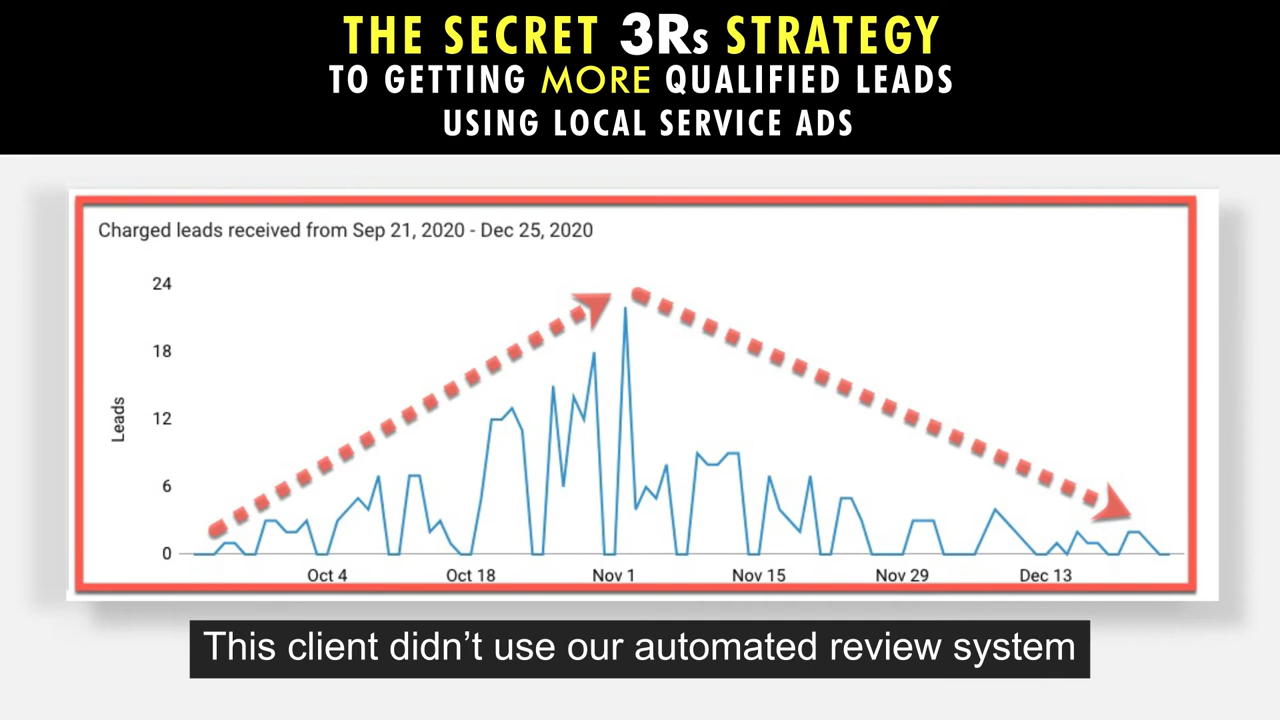 THE SECRET 3Rs STRATEGY
TO GETTING MORE QUALIFIED LEADS
USING LOCAL SERVICE ADS
Charged leads received from Sep 21, 2020 - Dec 25, 2020
24
18
12
6
0
Leads
Oct 4 Oct 18 Nov 1 Nov 15 Nov 29 Dec 13
This client didn't use our automated review system